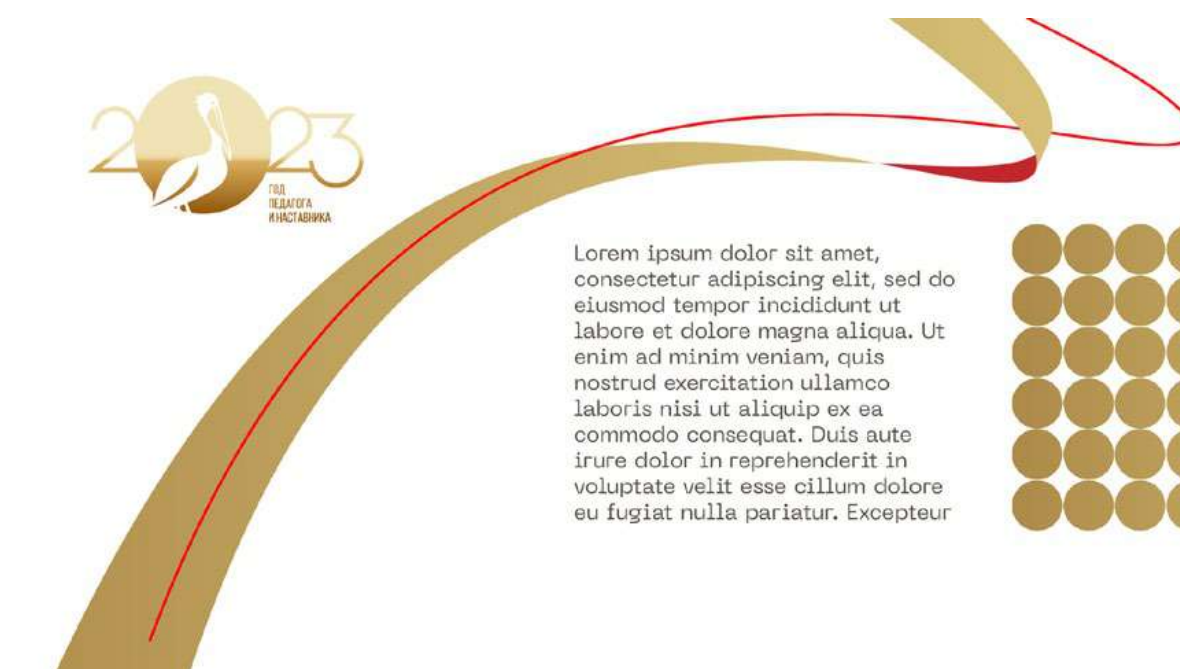 2023
ГОД
ПЕДАГОГА
И НАСТАВНИКА
Lorem ipsum dolor sit amet,
consectetur adipiscing elit, sed do
eiusmod tempor incididunt ut
labore et dolore magna aliqua. Ut
enim ad minim veniam, quis
nostrud exercitation ullamco
laboris nisi ut aliquip ex ea
commodo consequat. Duis aute
irure dolor in reprehenderit in
voluptate velit esse cillum dolore
eu fugiat nulla pariatur. Excepteur